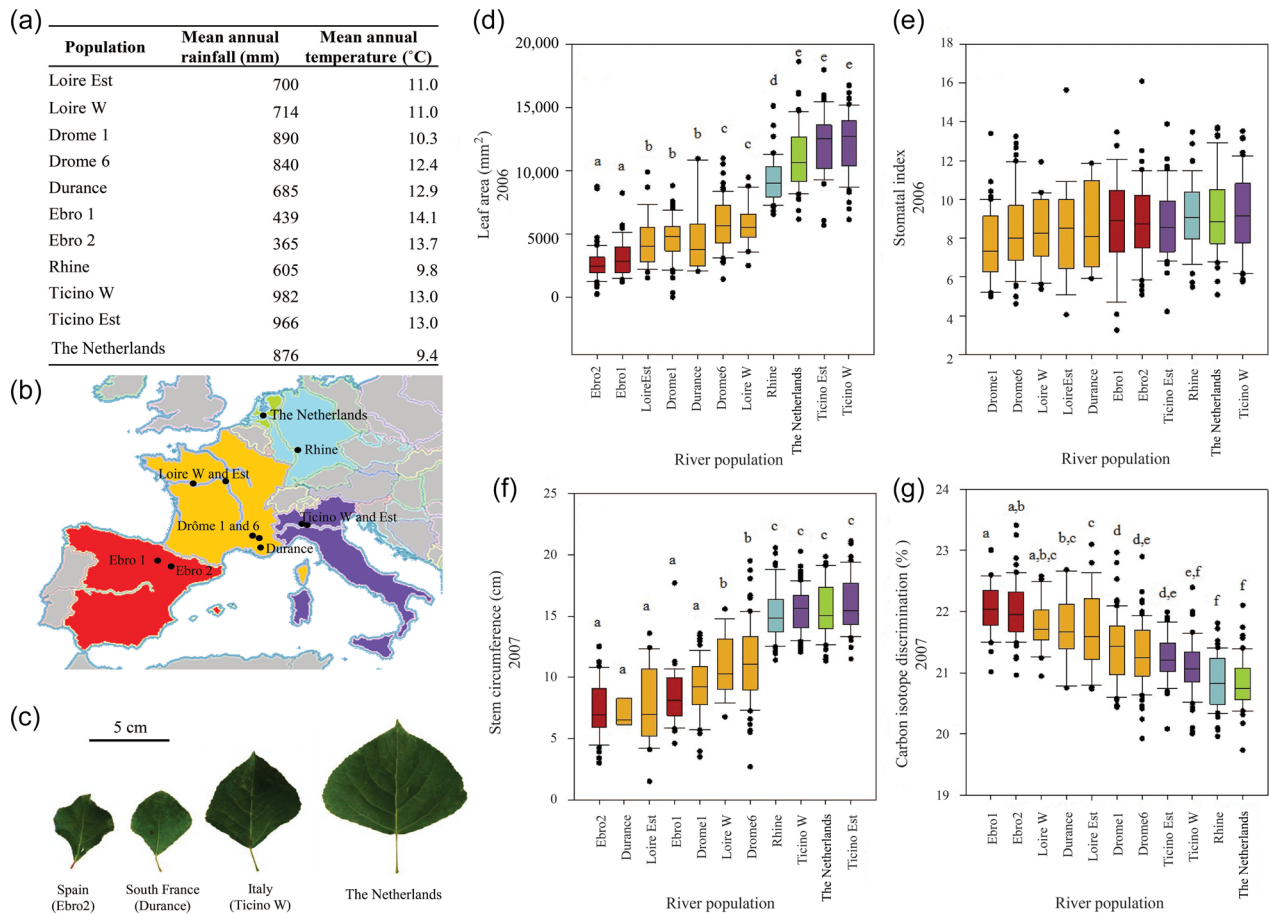 (a)
Population Mean annual rainfall (mm) Mean annual temperature (˚C)
Loire Est 700 11.0
Loire W 714 11.0
Drome 1 890 10.3
Drome 6 840 12.4
Durance 685 12.9
Ebro 1 439 14.1
Ebro 2 365 13.7
Rhine 605 9.8
Ticino W 982 13.0
Ticino Est 966 13.0
The Netherlands 876 9.4
(b)
The Netherlands
Rhine
Loire W and Est
Ticino W and Est
Drôme 1 and 6
Durance
Ebro 1
Ebro 2
(c)
5 cm
Spain
(Ebro2)
South France
(Durance)
Italy
(Ticino W)
The Netherlands
(d)
Leaf area (mm²)
2006
20,000
15,000
10,000
5000
0
a a b b b c c d e e e
Ebro2 Ebro1 LoireEst Drome1 Durance Drome6 Loire W Rhine The Netherlands Ticino Est Ticino W
River population
(e)
Stomatal index
2006
18
16
14
12
10
8
6
4
2
Drome1 Drome6 Loire W LoireEst Durance Ebro1 Ebro2 Ticino Est Rhine The Netherlands Ticino W
River population
(f)
Stem circumference (cm)
2007
25
20
15
10
5
0
a a a a a b b c c c c
Ebro2 Durance Loire Est Ebro1 Drome1 Loire W Drome6 Rhine Ticino W The Netherlands Ticino Est
River population
(g)
Carbon isotope discrimination (% )
2007
24
23
22
21
20
19
a a,b a,b,c b,c c d d,e d,e e,f f f
Ebro1 Ebro2 Loire W Durance Loire Est Drome1 Drome6 Ticino Est Ticino W Rhine The Netherlands
River population